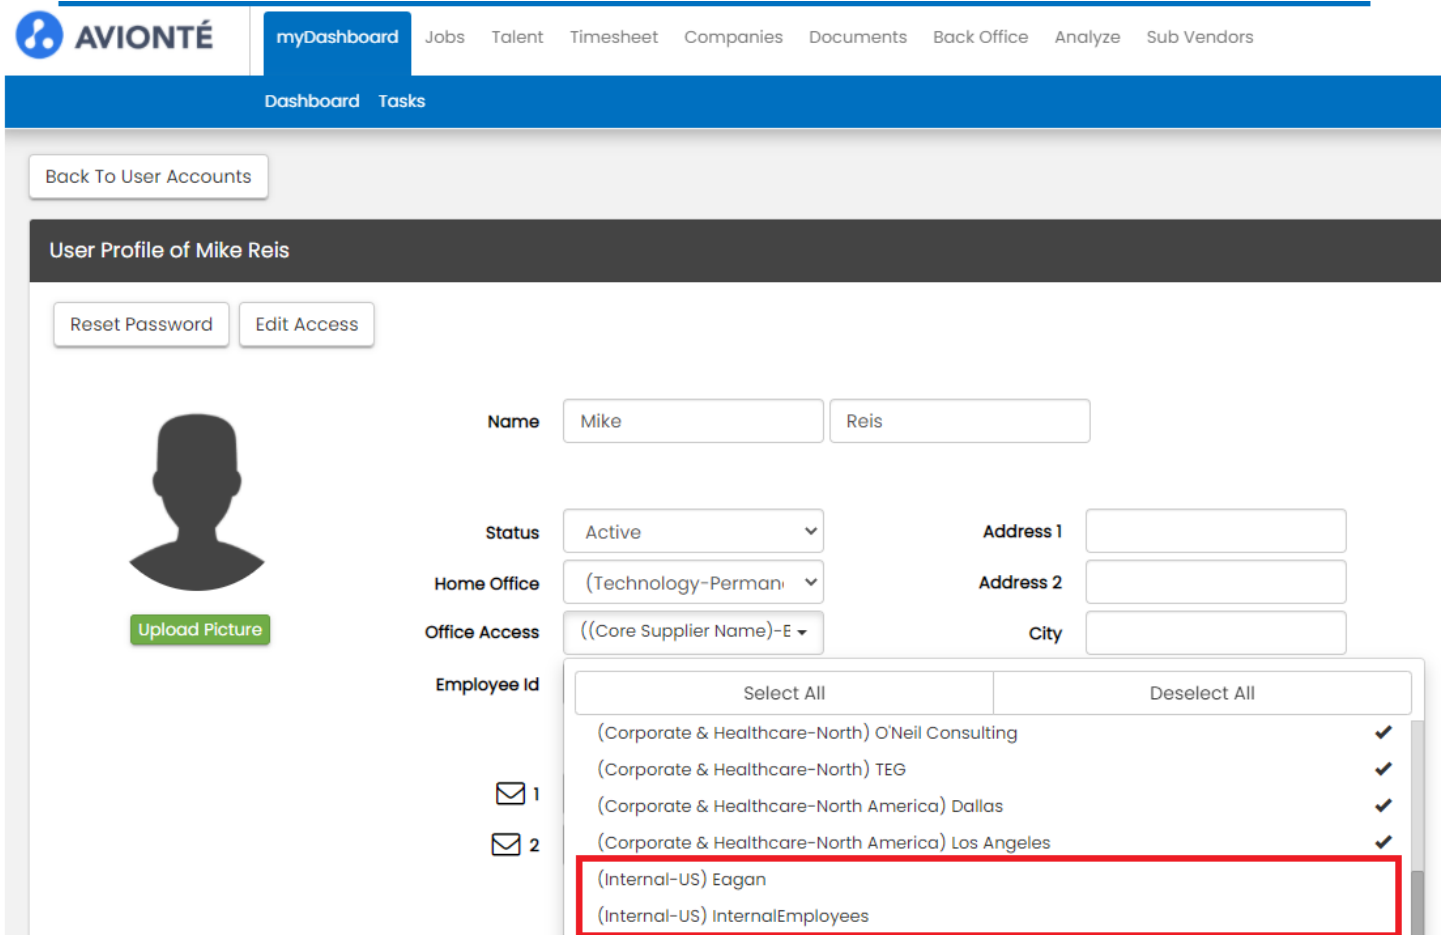 AVIONTÉ
myDashboard Jobs Talent Timesheet Companies Documents Back Office Analyze Sub Vendors
Dashboard Tasks
Back To User Accounts
User Profile of Mike Reis
Reset Password Edit Access
Name Mike Reis
Status Active Address 1
Home Office (Technology-Perman Address 2
Upload Picture Office Access ((Core Supplier Name)-E City
Employee Id
Select All Deselect All
(Corporate & Healthcare-North) O'Neil Consulting
(Corporate & Healthcare-North) TEG
1
(Corporate & Healthcare-North America) Dallas
2 (Corporate & Healthcare-North America) Los Angeles
(Internal-US) Eagan
(Internal-US) InternalEmployees